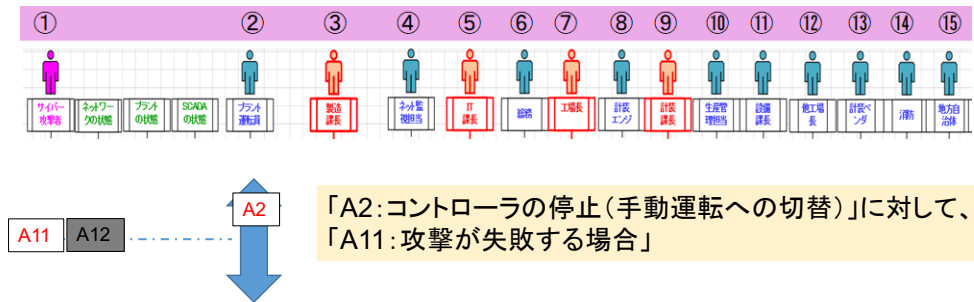 ① ② ③ ④ ⑤ ⑥ ⑦ ⑧ ⑨ ⑩ ⑪ ⑫ ⑬ ⑭ ⑮
サイバー
攻撃者
ネットワー
クの状態
プラント
の状態
SCADA
の状態
プラント
運転員
製造
課長
ネット監
視担当
IT
課長
総務
工場長
計装
エンジ
計装
課長
生産管
理担当
設備
課長
他工場
長
計装ベ
ンダ
消防
地方自
治体
A2
A11 A12
「A2:コントローラの停止(手動運転への切替)」に対して、
「A11:攻撃が失敗する場合」